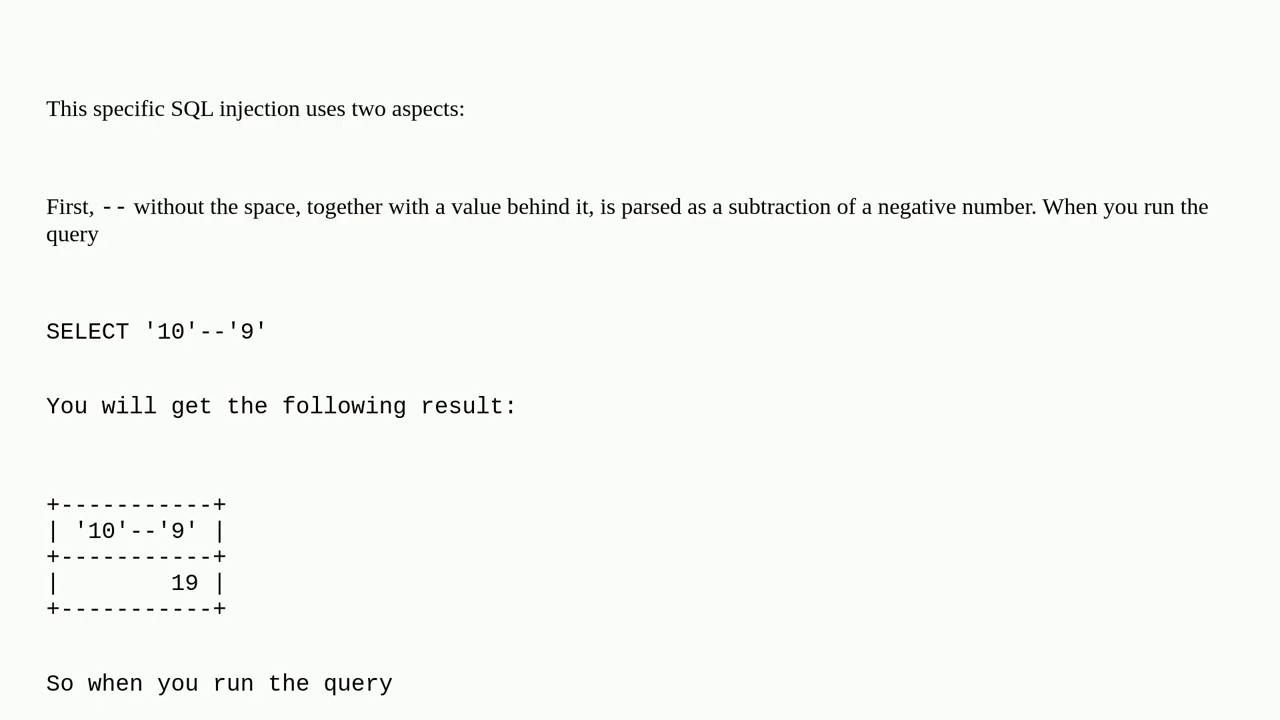 This specific SQL injection uses two aspects:
First, -- without the space, together with a value behind it, is parsed as a subtraction of a negative number. When you run the
query
SELECT '10'--'9'
You will get the following result:
+-----------+
| '10'--'9' |
+-----------+
|        19 |
+-----------+
So when you run the query